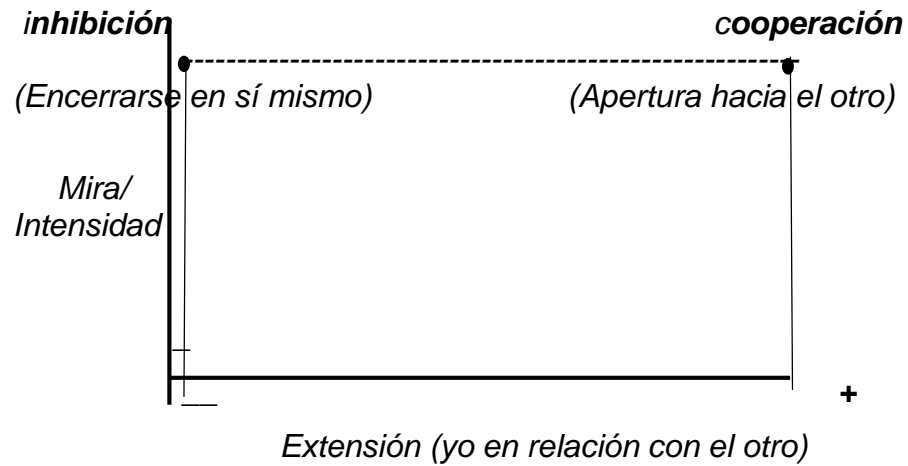 inhibición cooperación
(Encerrarse en sí mismo) (Apertura hacia el otro)
Mira/
Intensidad
+
Extensión (yo en relación con el otro)